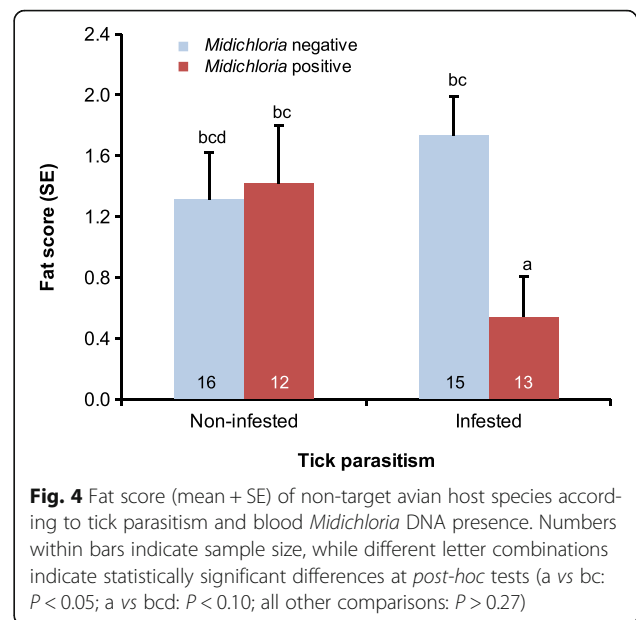 2.4
2.0
1.6
1.2
0.8
0.4
0.0
Fat score (SE)
Midichloria negative
Midichloria positive
bcd
bc
bc
a
16
12
15
13
Non-infested
Infested
Tick parasitism
Fig. 4 Fat score (mean + SE) of non-target avian host species accord-
ing to tick parasitism and blood Midichloria DNA presence. Numbers
within bars indicate sample size, while different letter combinations
indicate statistically significant differences at post-hoc tests (a vs bc:
P < 0.05; a vs bcd: P < 0.10; all other comparisons: P > 0.27)